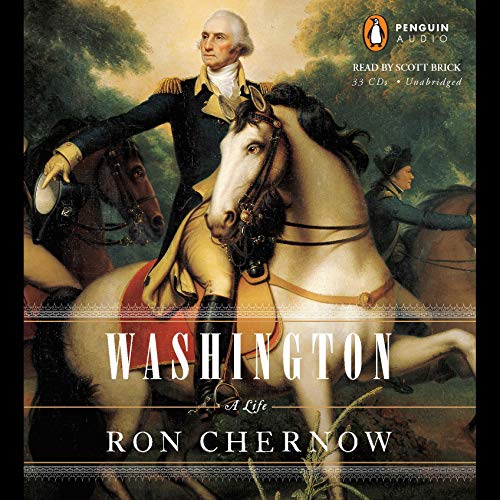 PENGUIN
AUDIO
READ BY SCOTT BRICK
33 CDs • Unabridged
WASHINGTON
A Life
RON CHERNOW